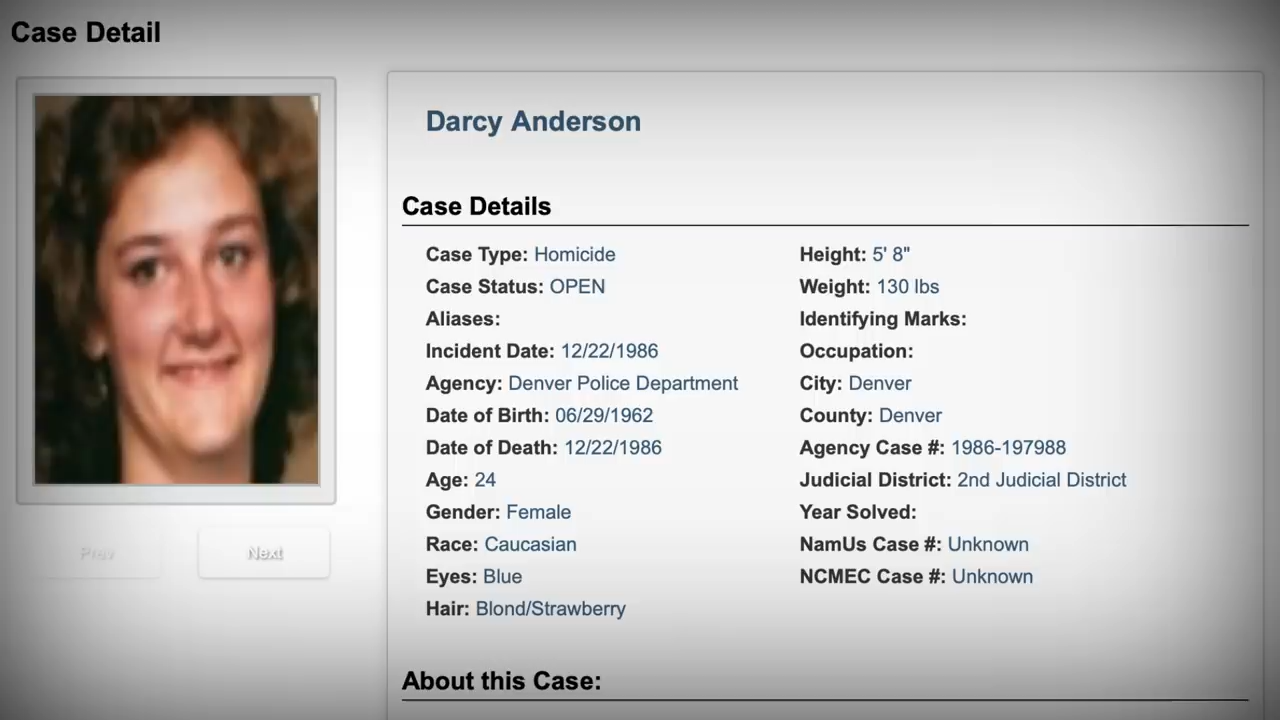 Case Detail
Darcy Anderson
Case Details
Case Type: Homicide
Case Status: OPEN
Aliases:
Incident Date: 12/22/1986
Agency: Denver Police Department
Date of Birth: 06/29/1962
Date of Death: 12/22/1986
Age: 24
Gender: Female
Race: Caucasian
Eyes: Blue
Hair: Blond/Strawberry
Height: 5' 8"
Weight: 130 lbs
Identifying Marks:
Occupation:
City: Denver
County: Denver
Agency Case #: 1986-197988
Judicial District: 2nd Judicial District
Year Solved:
NamUs Case #: Unknown
NCMEC Case #: Unknown
Prev
Next
About this Case: